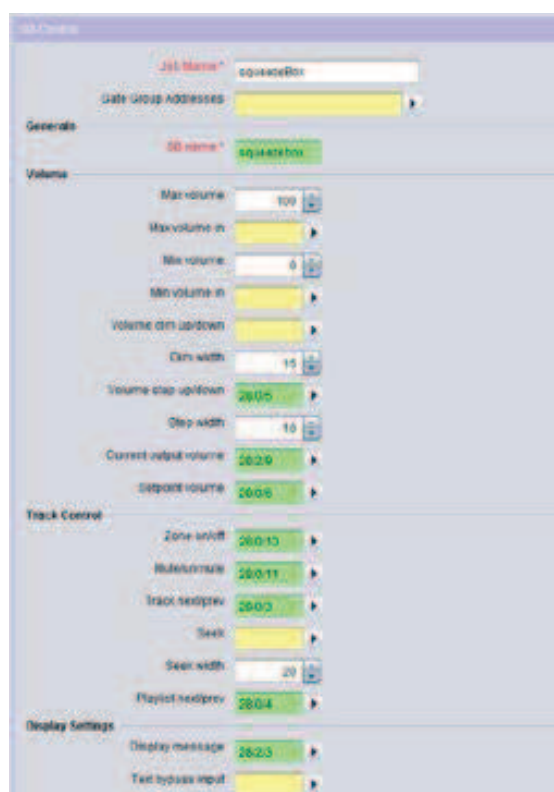 SB Control
Job Name * squeezeBox
Gate Group Addresses
Generals
SB name * squeezebox
Volume
Max volume 100
Max volume in
Min volume 0
Min volume in
Volume dim up/down
Dim width 15
Volume step up/down 28/0/5
Step width 10
Current output volume 28/2/9
Setpoint volume 28/0/6
Track Control
Zone on/off 28/0/13
Mute/unmute 28/0/11
Track next/prev 28/0/3
Seek
Seek width 20
Playlist next/prev 28/0/4
Display Settings
Display message 28/2/3
Text bypass input